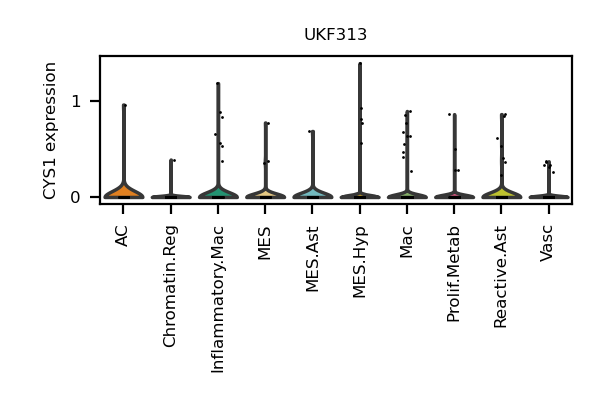 UKF313
CYS1 expression
1
0
AC
Chromatin.Reg
Inflammatory.Mac
MES
MES.Ast
MES.Hyp
Mac
Prolif.Metab
Reactive.Ast
Vasc